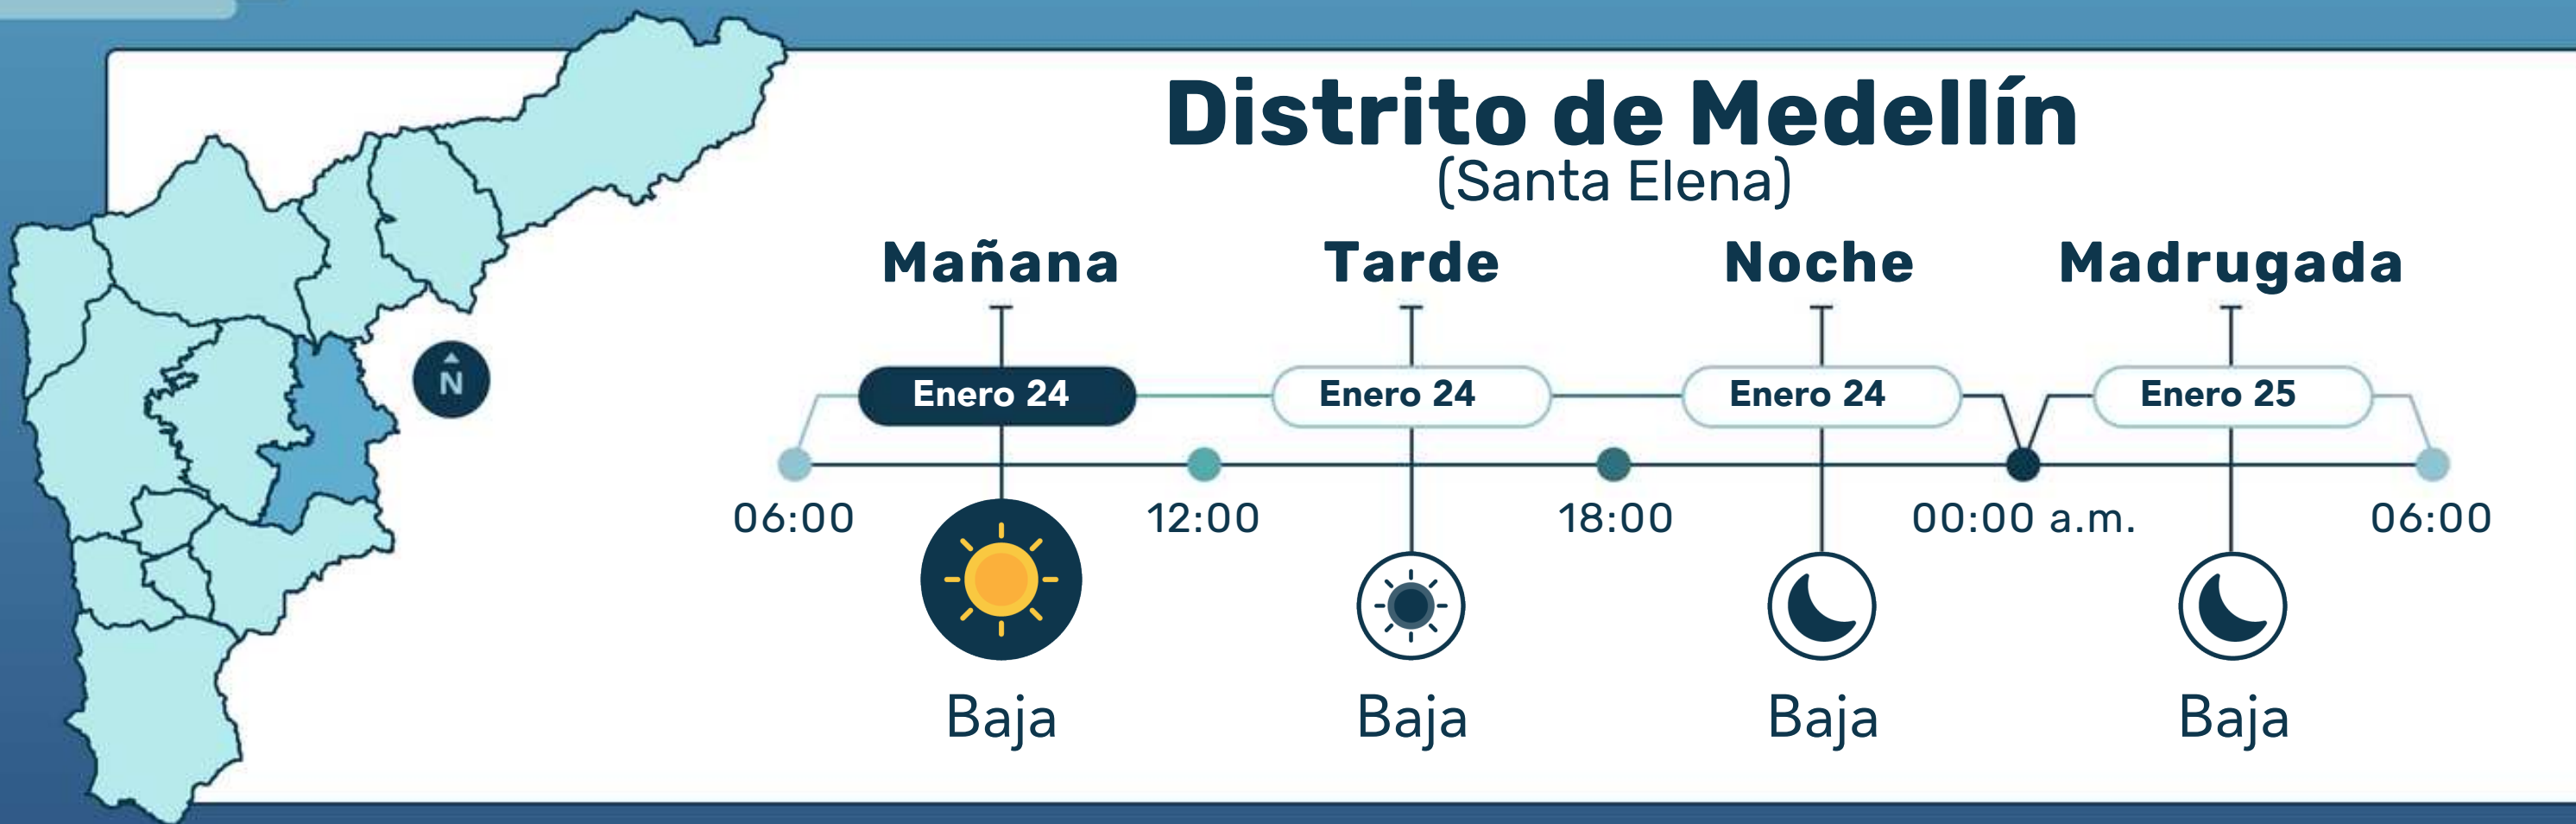 Distrito de Medellín
(Santa Elena)
Mañana Tarde Noche Madrugada
N
Enero 24 Enero 24 Enero 24 Enero 25
06:00 12:00 18:00 00:00 a.m. 06:00
Baja Baja Baja Baja